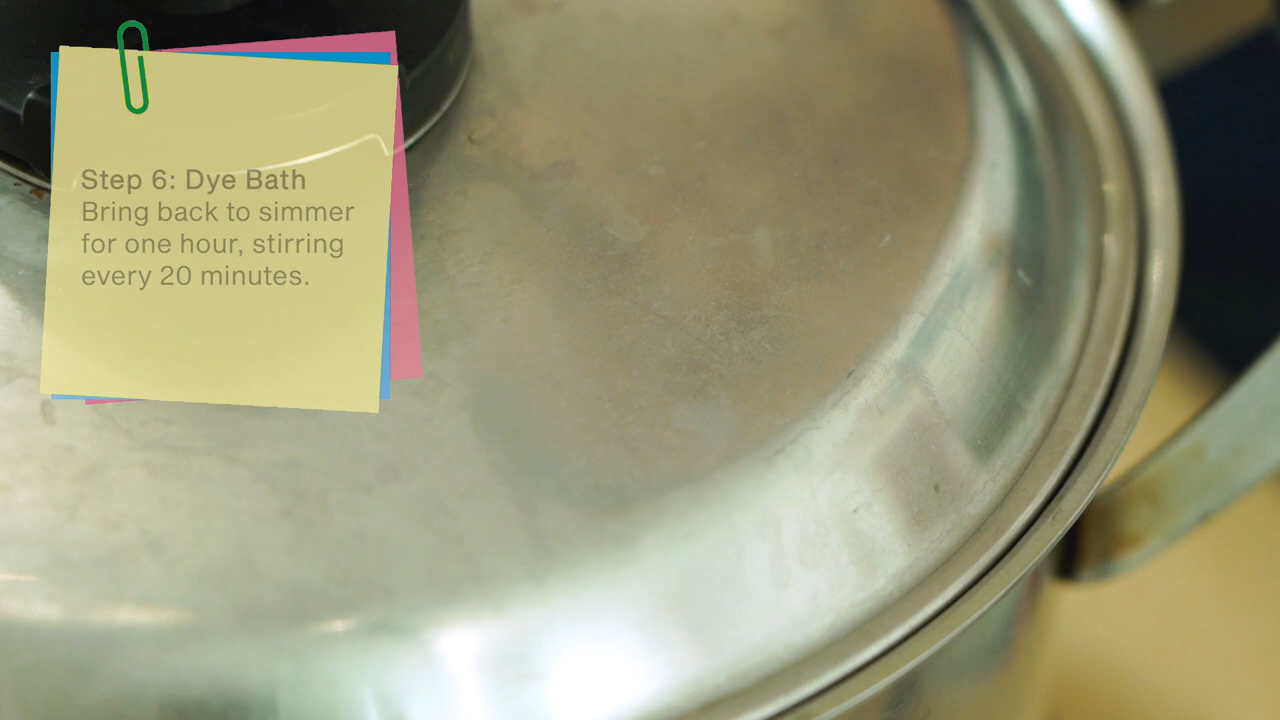 Step 6: Dye Bath
Bring back to simmer
for one hour, stirring
every 20 minutes.